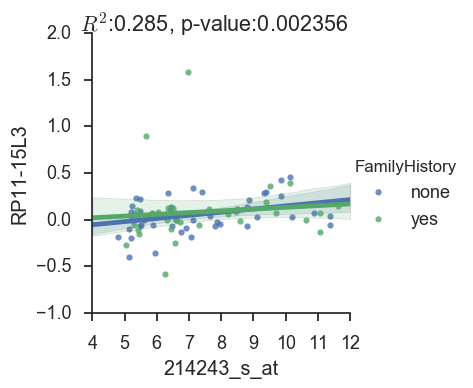 R²:0.285, p-value:0.002356
2.0
1.5
1.0
0.5
0.0
−0.5
−1.0
RP11-15L3
4 5 6 7 8 9 10 11 12
214243_s_at
FamilyHistory
none
yes